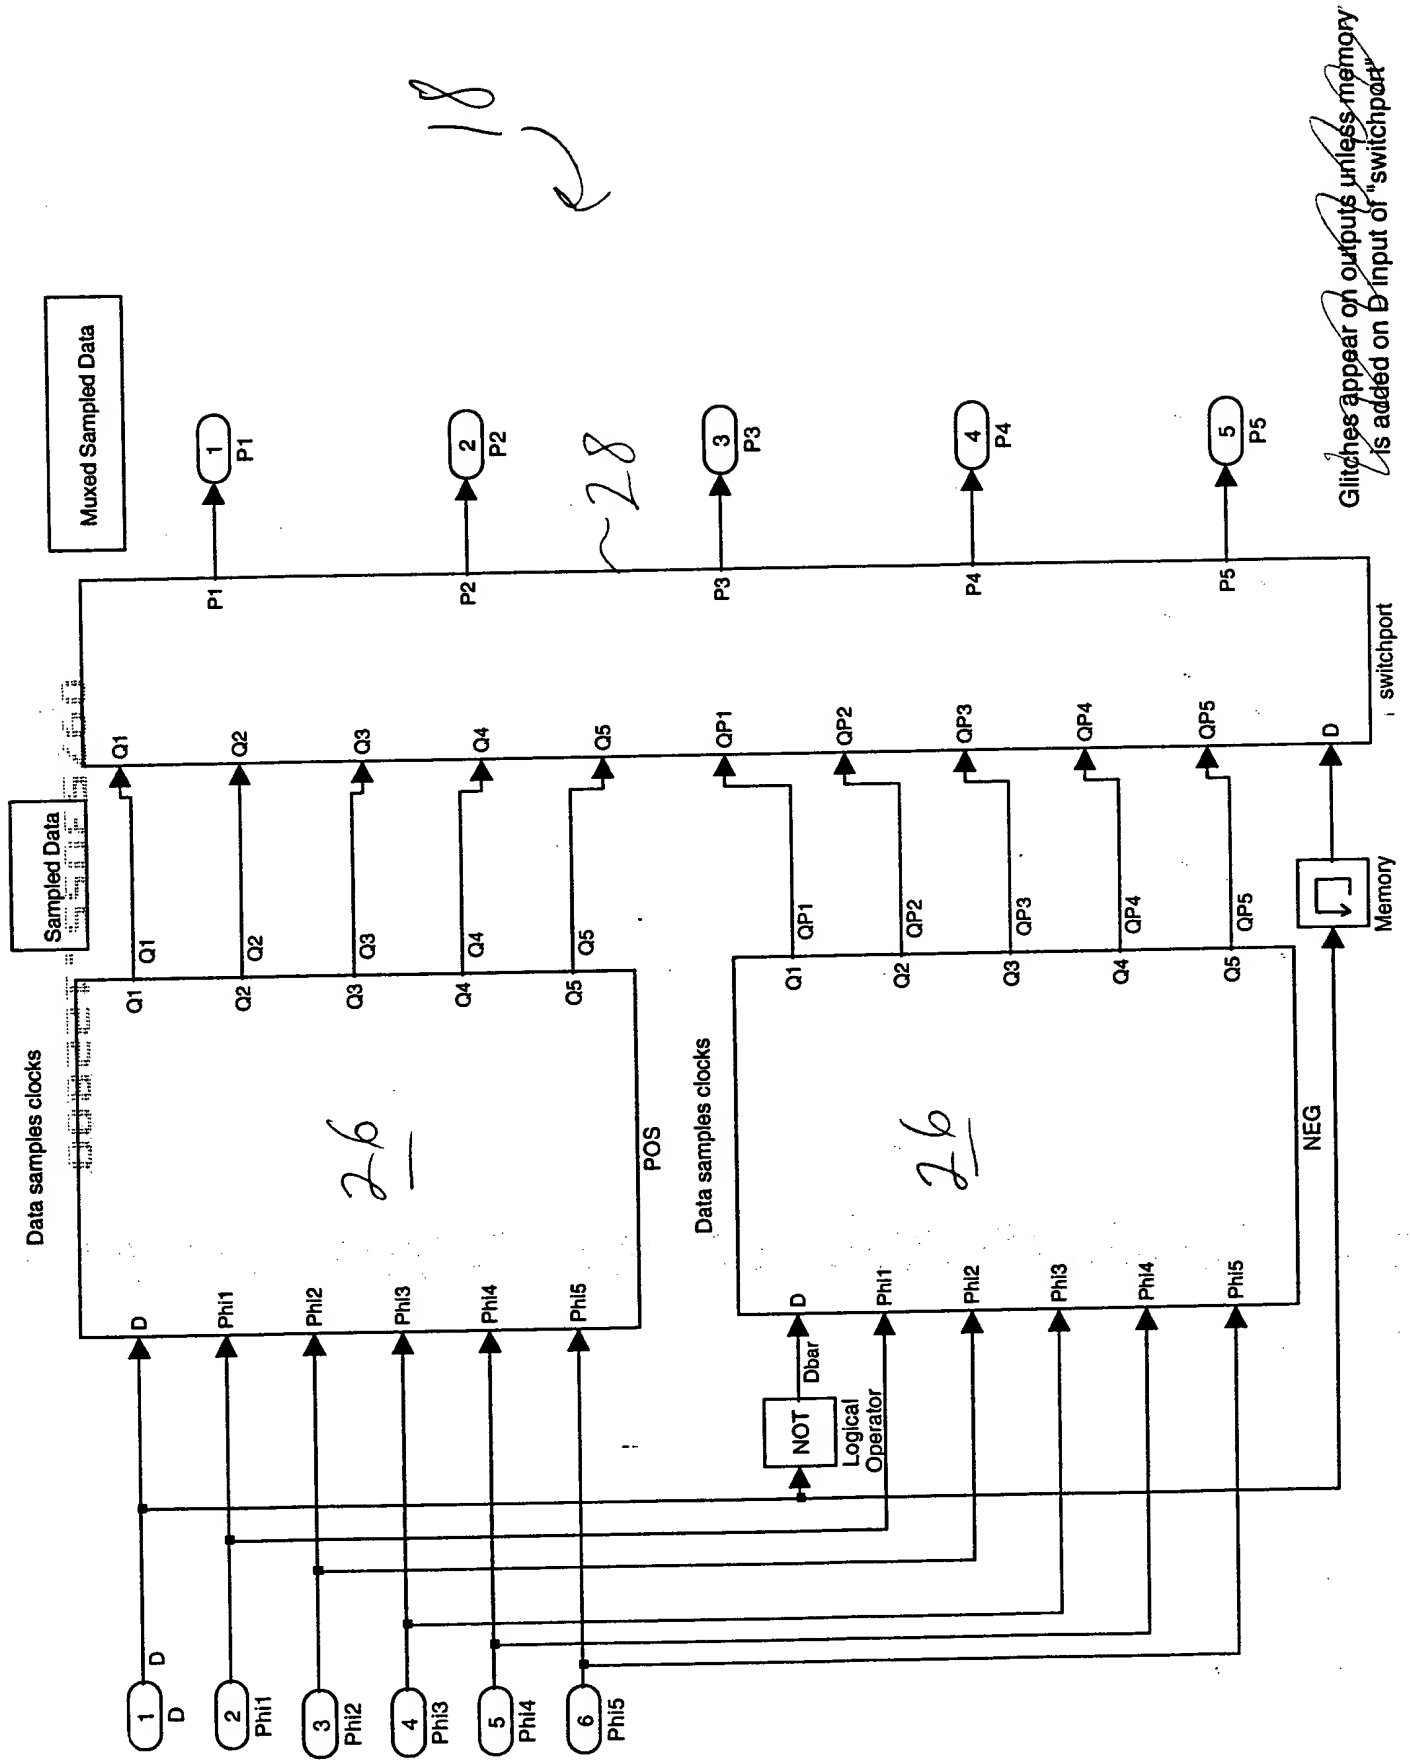 Sampled Data
Muxed Sampled Data
18
Data samples clocks
1
D
D
2
Phi1
3
Phi2
4
Phi3
5
Phi4
6
Phi5
D
Phi1
Phi2
Phi3
Phi4
Phi5
26
Q1
Q2
Q3
Q4
Q5
POS
Q1
Q2
Q3
Q4
Q5
Data samples clocks
NOT
Logical
Operator
Dbar
D
Phi1
Phi2
Phi3
Phi4
Phi5
26
Q1
Q2
Q3
Q4
Q5
NEG
QP1
QP2
QP3
QP4
QP5
Memory
Q1
Q2
Q3
Q4
Q5
QP1
QP2
QP3
QP4
QP5
D
P1
P2
P3
P4
P5
switchport
28
1
P1
2
P2
3
P3
4
P4
5
P5
Glitches appear on outputs unless memory
is added on D input of "switchport"